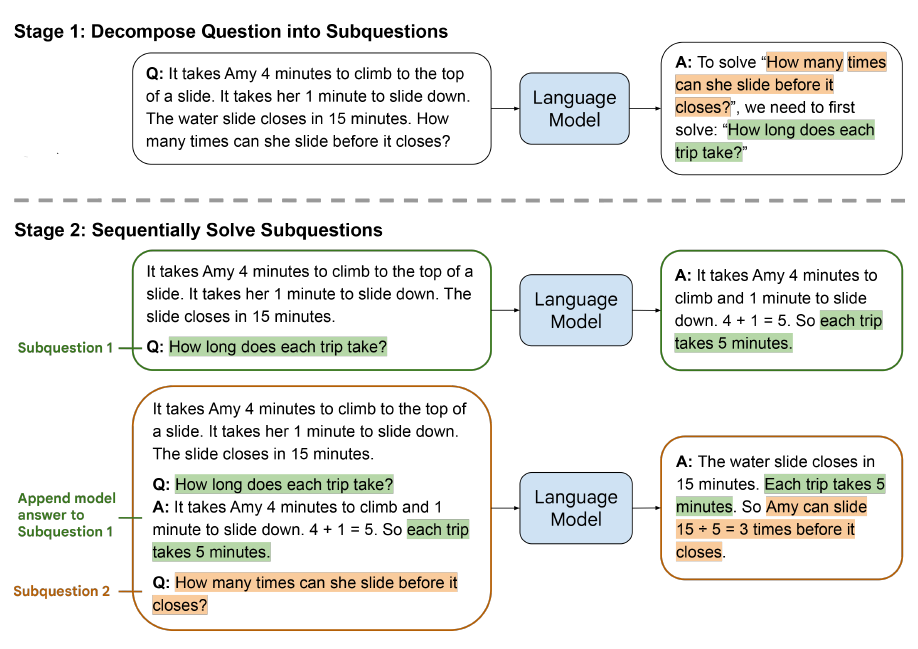 Stage 1: Decompose Question into Subquestions
Q: It takes Amy 4 minutes to climb to the top
of a slide. It takes her 1 minute to slide down.
The water slide closes in 15 minutes. How
many times can she slide before it closes?
Language
Model
A: To solve “How many times
can she slide before it
closes?”, we need to first
solve: “How long does each
trip take?”
Stage 2: Sequentially Solve Subquestions
Subquestion 1
It takes Amy 4 minutes to climb to the top of a
slide. It takes her 1 minute to slide down. The
slide closes in 15 minutes.
Q: How long does each trip take?
Language
Model
A: It takes Amy 4 minutes to
climb and 1 minute to slide
down. 4 + 1 = 5. So each trip
takes 5 minutes.
Append model
answer to
Subquestion 1
Subquestion 2
It takes Amy 4 minutes to climb to the top of
a slide. It takes her 1 minute to slide down.
The slide closes in 15 minutes.
Q: How long does each trip take?
A: It takes Amy 4 minutes to climb and 1
minute to slide down. 4 + 1 = 5. So each trip
takes 5 minutes.
Q: How many times can she slide before it
closes?
Language
Model
A: The water slide closes in
15 minutes. Each trip takes 5
minutes. So Amy can slide
15 ÷ 5 = 3 times before it
closes.